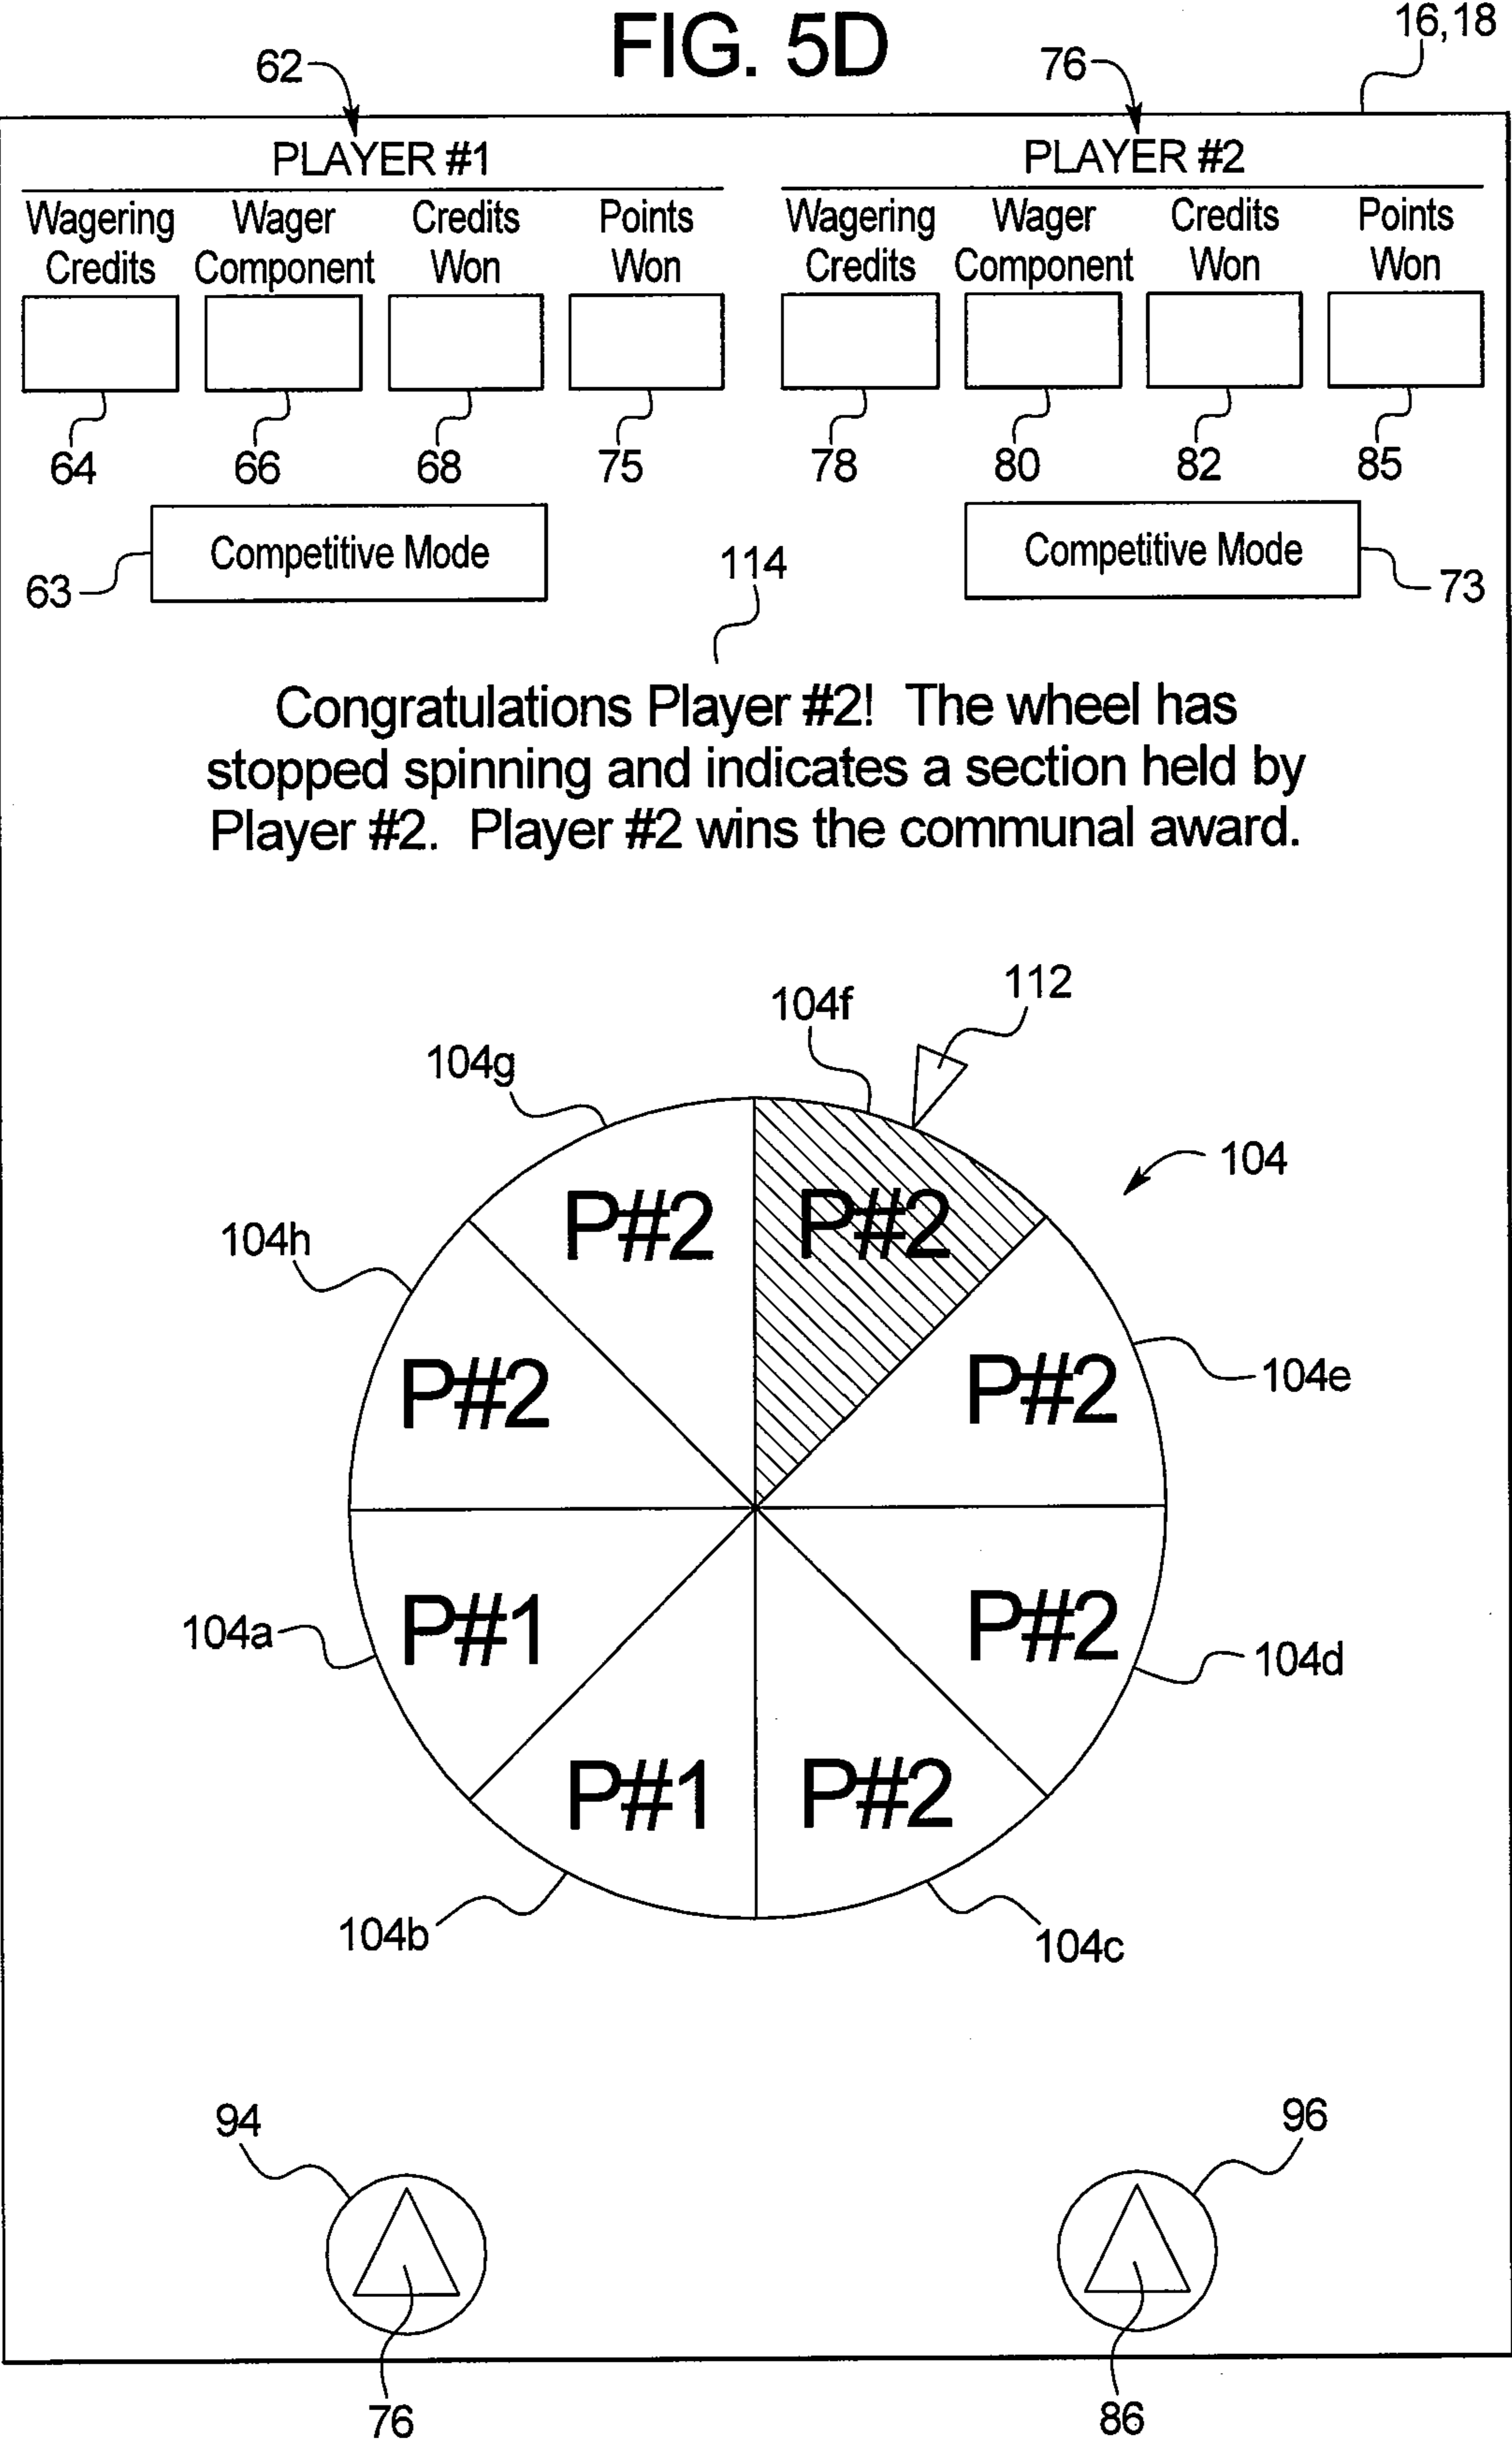 FIG. 5D
16,18
62
76
PLAYER #1
PLAYER #2
Wagering Credits
Wager Component
Credits Won
Points Won
Wagering Credits
Wager Component
Credits Won
Points Won
64
66
68
75
78
80
82
85
Competitive Mode
Competitive Mode
63
114
73
Congratulations Player #2! The wheel has
stopped spinning and indicates a section held by
Player #2. Player #2 wins the communal award.
112
104f
104g
104
104h
P#2
P#2
P#2
P#2
104e
104a
P#1
P#2
104d
P#1
P#2
104b
104c
94
96
76
86